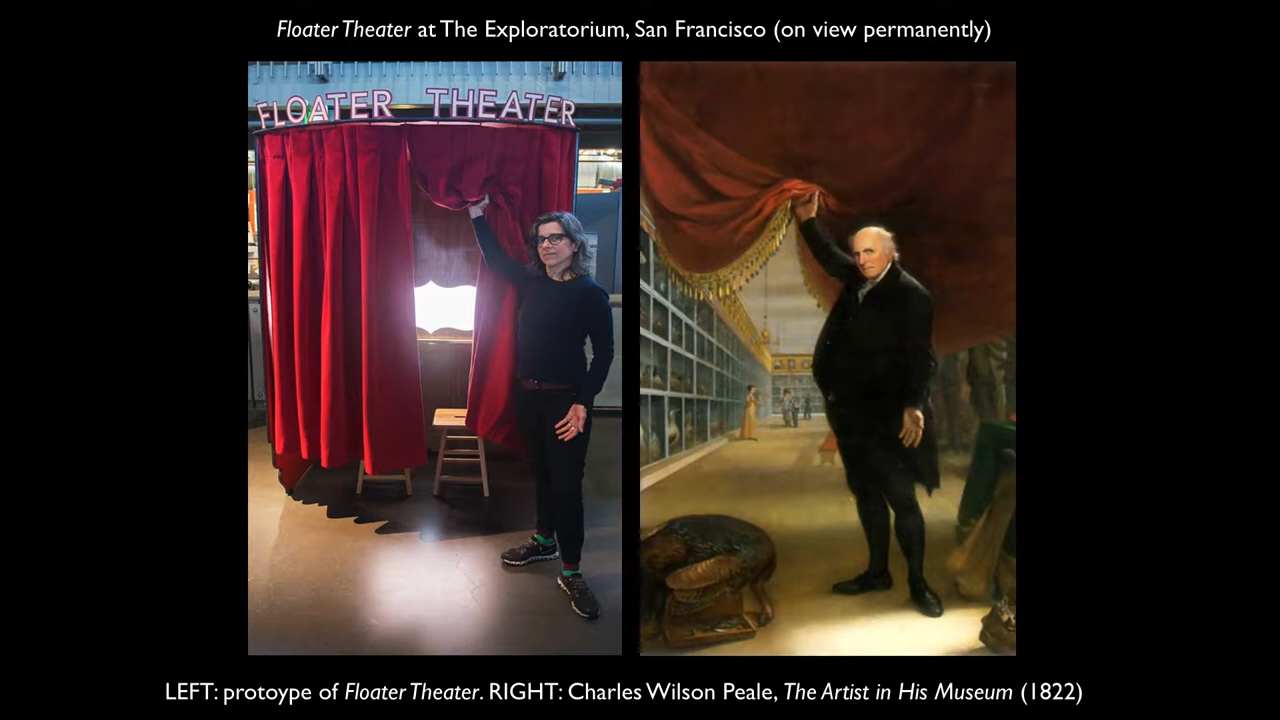 Floater Theater at The Exploratorium, San Francisco (on view permanently)
FLOATER THEATER
LEFT: protoype of Floater Theater. RIGHT: Charles Wilson Peale, The Artist in His Museum (1822)